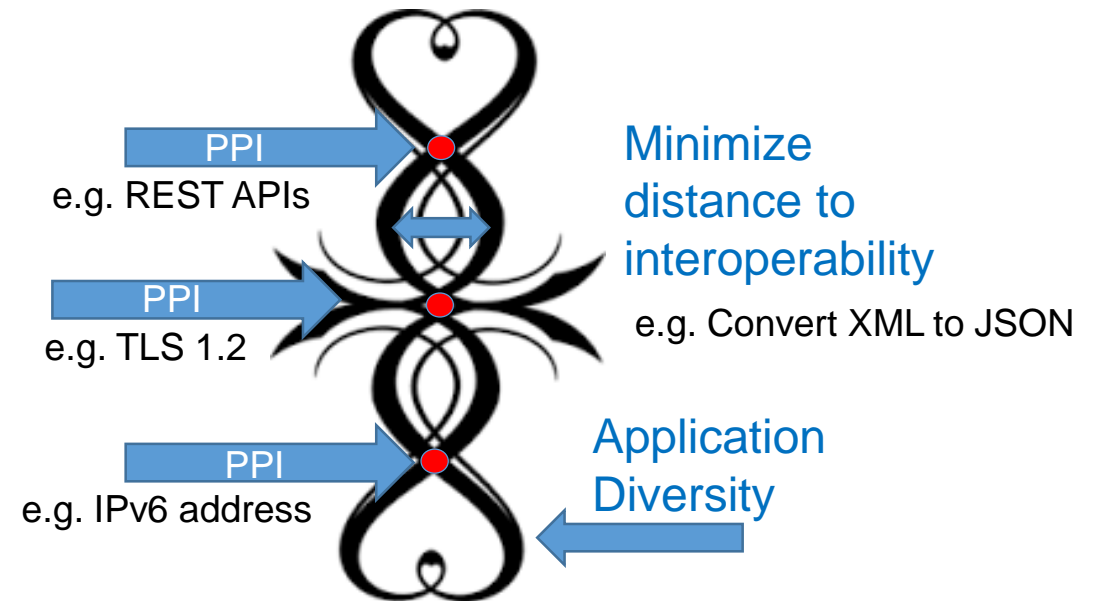 PPI
e.g. REST APIs
Minimize
distance to
interoperability
e.g. Convert XML to JSON
PPI
e.g. TLS 1.2
PPI
e.g. IPv6 address
Application
Diversity